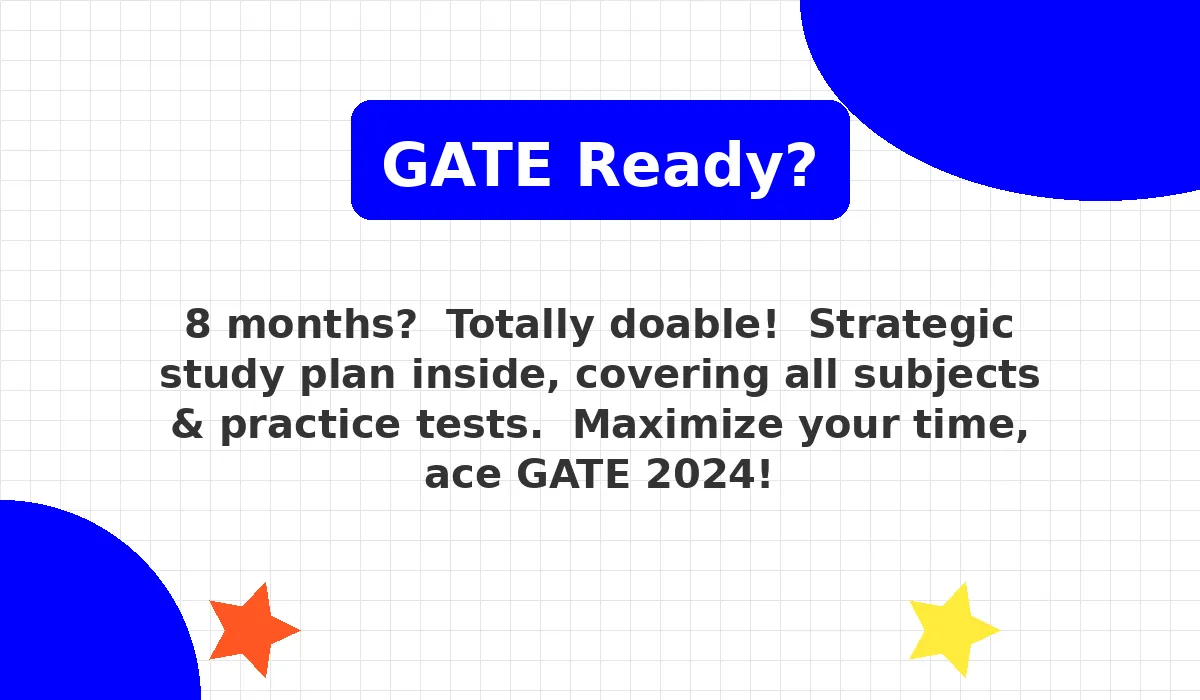 GATE Ready?
8 months?  Totally doable!  Strategic
study plan inside, covering all subjects
& practice tests.  Maximize your time,
ace GATE 2024!